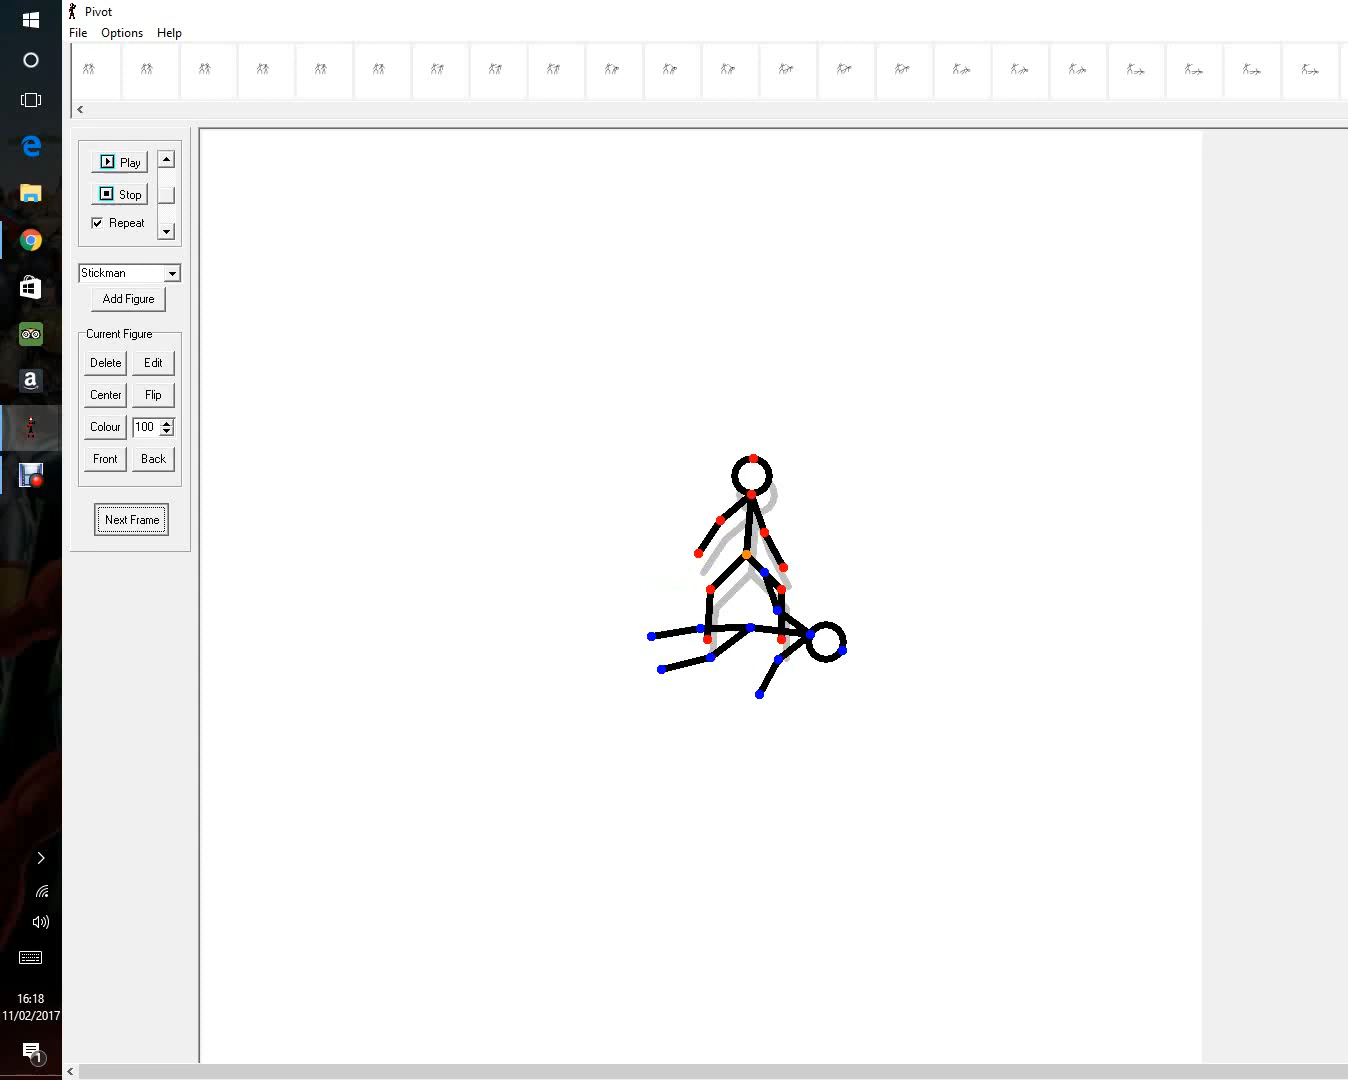 Pivot
File Options Help
Play
Stop
Repeat
Stickman
Add Figure
Current Figure
Delete Edit
Center Flip
Colour 100
Front Back
Next Frame
16:18
11/02/2017
1